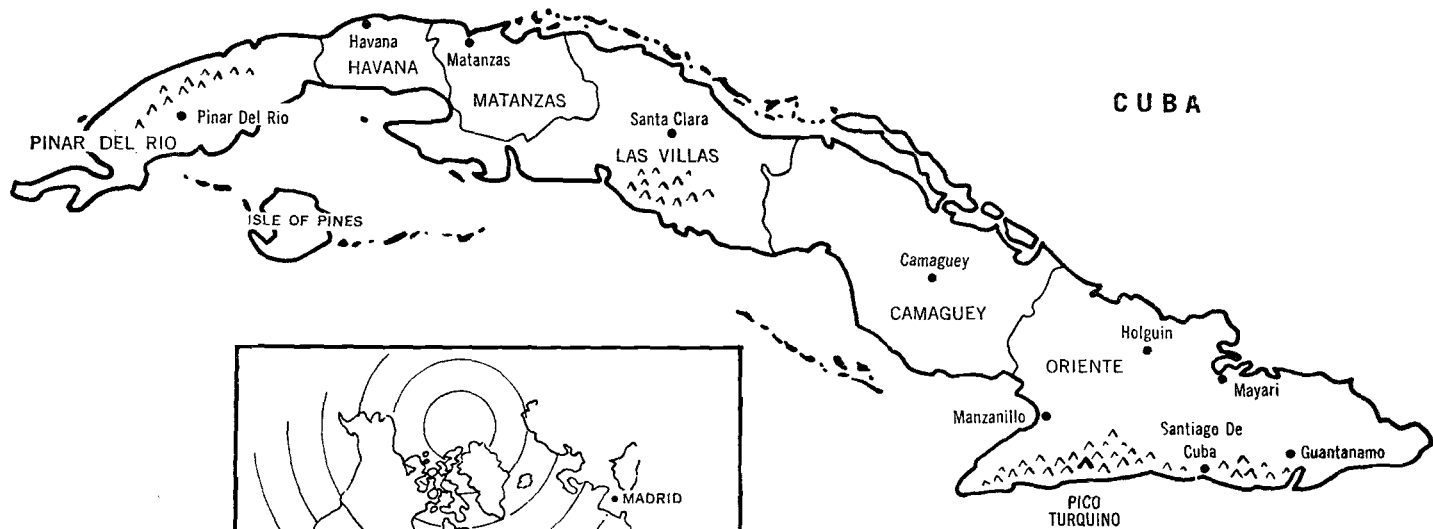 CUBA
Havana
HAVANA
Matanzas
MATANZAS
Pinar Del Rio
PINAR DEL RIO
Santa Clara
LAS VILLAS
ISLE OF PINES
Camaguey
CAMAGUEY
Holguin
ORIENTE
Mayari
Manzanillo
Santiago De
Cuba
Guantanamo
PICO
TURQUINO
MADRID